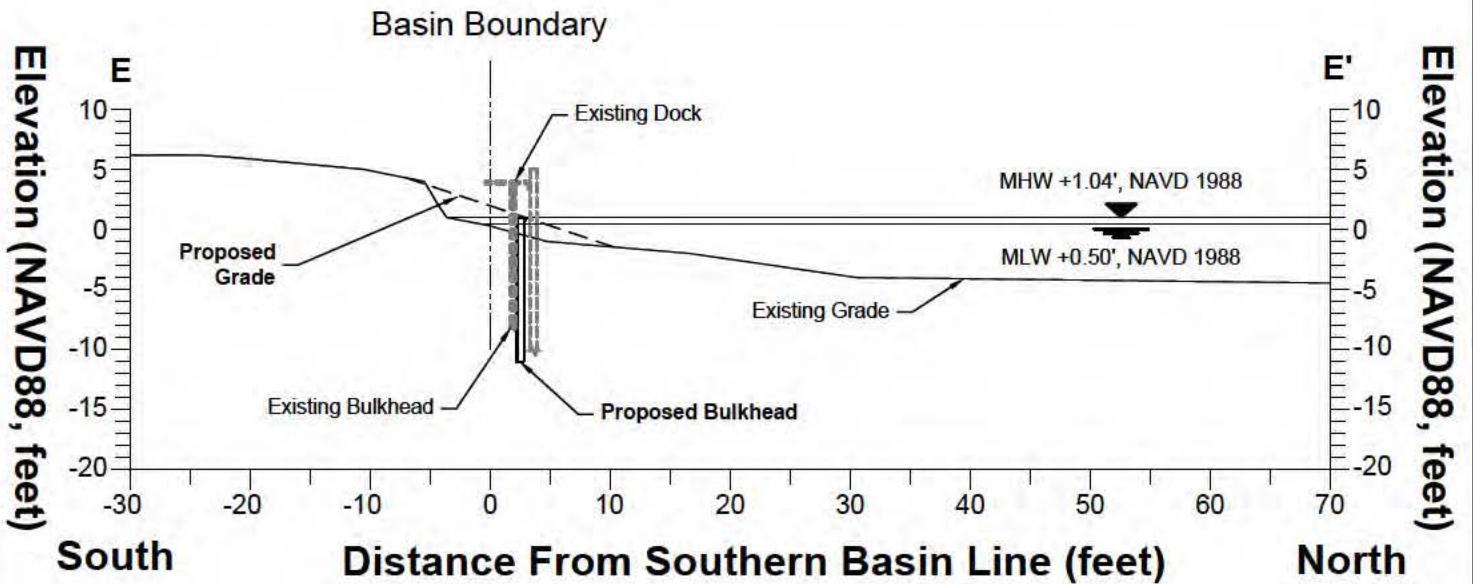 Basin Boundary
E
E'
Elevation (NAVD88, feet)
Elevation (NAVD88, feet)
10
5
0
-5
-10
-15
-20
10
5
0
-5
-10
-15
-20
Existing Dock
MHW +1.04', NAVD 1988
MLW +0.50', NAVD 1988
Proposed
Grade
Existing Grade
Existing Bulkhead
Proposed Bulkhead
-30
-20
-10
0
10
20
30
40
50
60
70
South
Distance From Southern Basin Line (feet)
North